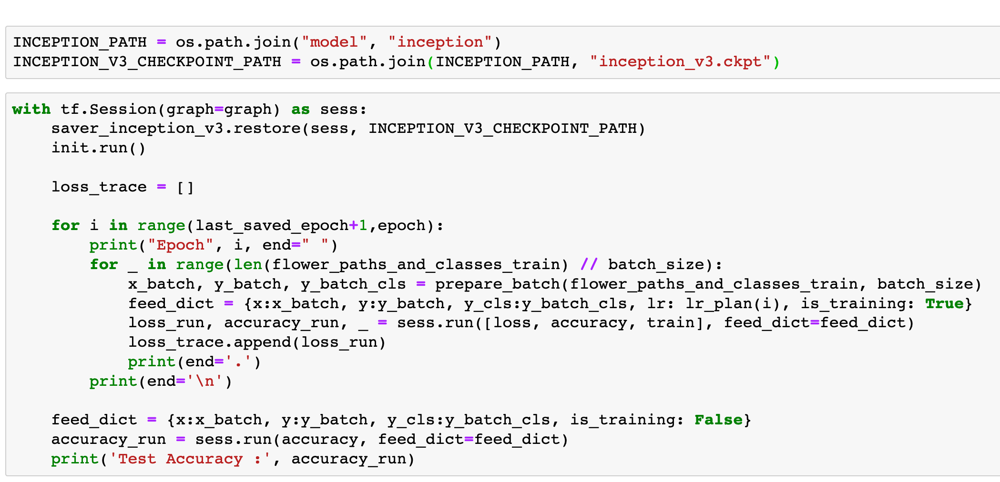 INCEPTION_PATH = os.path.join("model", "inception")
INCEPTION_V3_CHECKPOINT_PATH = os.path.join(INCEPTION_PATH, "inception_v3.ckpt")
with tf.Session(graph=graph) as sess:
    saver_inception_v3.restore(sess, INCEPTION_V3_CHECKPOINT_PATH)
    init.run()
    loss_trace = []
    for i in range(last_saved_epoch+1,epoch):
        print("Epoch", i, end=" ")
        for _ in range(len(flower_paths_and_classes_train) // batch_size):
            x_batch, y_batch, y_batch_cls = prepare_batch(flower_paths_and_classes_train, batch_size)
            feed_dict = {x:x_batch, y:y_batch, y_cls:y_batch_cls, lr: lr_plan(i), is_training: True}
            loss_run, accuracy_run, _ = sess.run([loss, accuracy, train], feed_dict=feed_dict)
            loss_trace.append(loss_run)
            print(end='.')
        print(end='\n')
    feed_dict = {x:x_batch, y:y_batch, y_cls:y_batch_cls, is_training: False}
    accuracy_run = sess.run(accuracy, feed_dict=feed_dict)
    print('Test Accuracy :', accuracy_run)